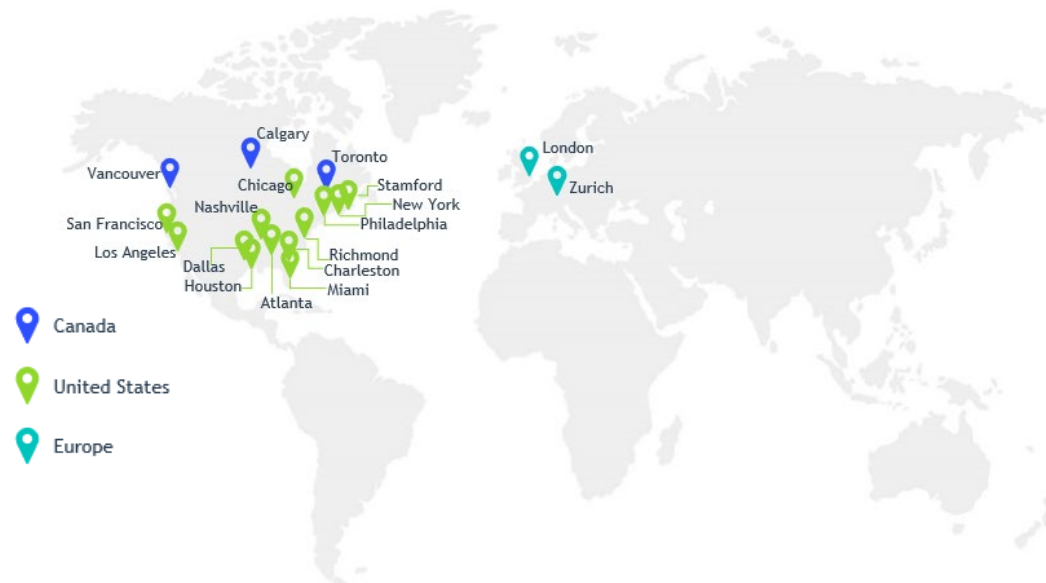 Calgary
Vancouver
Toronto
Chicago
Stamford
New York
Nashville
Philadelphia
San Francisco
Los Angeles
Richmond
Dallas
Charleston
Houston
Miami
Atlanta
London
Zurich
Canada
United States
Europe